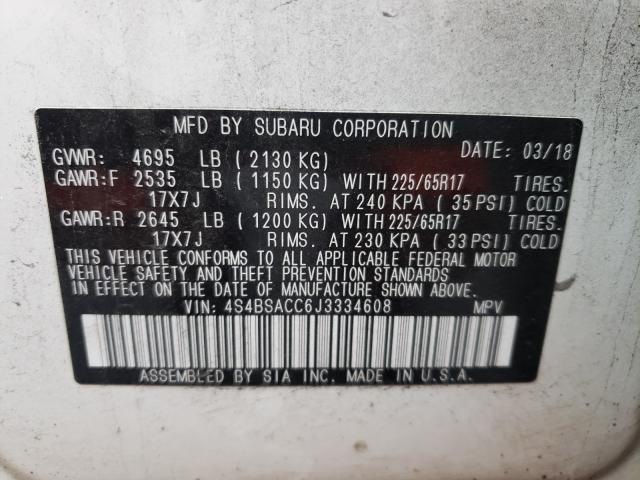 MFD BY SUBARU CORPORATION
DATE: 03/18
GVWR: 4695 LB (2130 KG)
GAWR:F 2535 LB (1150 KG) WITH 225/65R17 TIRES.
17X7J RIMS. AT 240 KPA (35 PSI) COLD
GAWR:R 2645 LB (1200 KG) WITH 225/65R17 TIRES.
17X7J RIMS. AT 230 KPA (33 PSI) COLD
THIS VEHICLE CONFORMS TO ALL APPLICABLE FEDERAL MOTOR
VEHICLE SAFETY AND THEFT PREVENTION STANDARDS
IN EFFECT ON THE DATE OF MANUFACTURE SHOWN ABOVE.
VIN: 4S4BSACC6J3334608 MPV
ASSEMBLED BY SIA INC. MADE IN U.S.A.